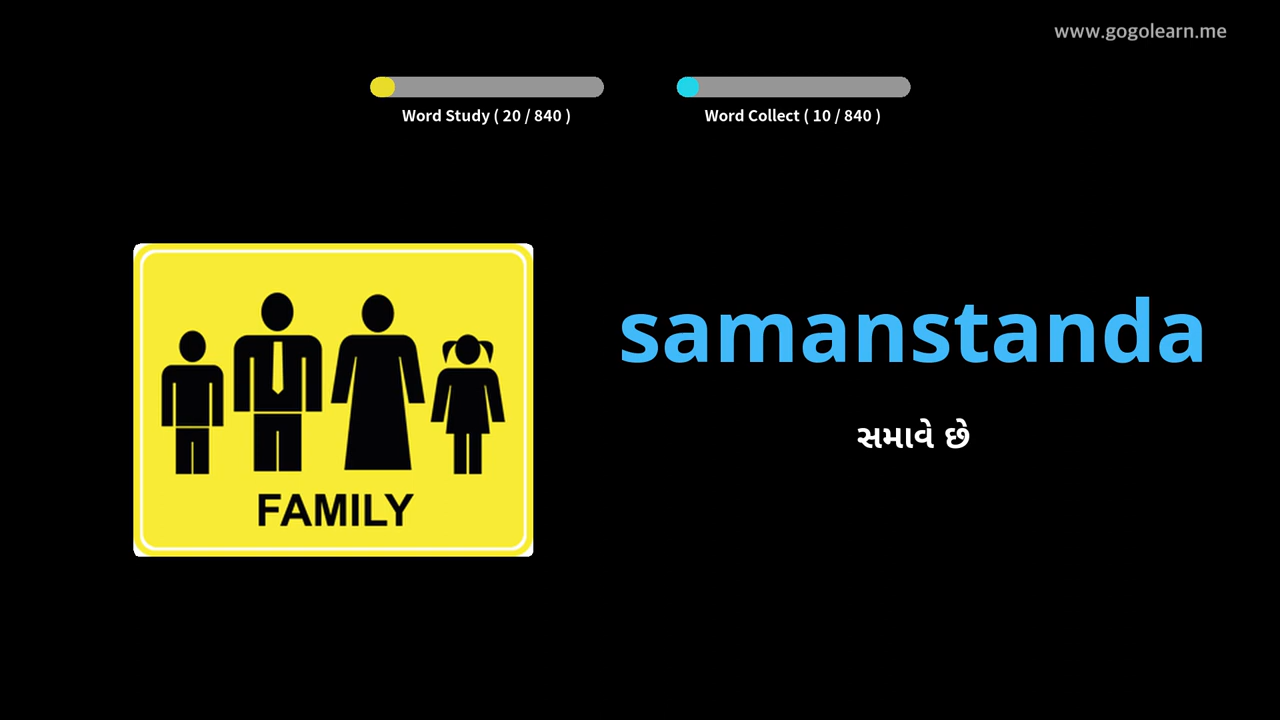 www.gogolearn.me
Word Study ( 20 / 840 )
Word Collect ( 10 / 840 )
samanstanda
સમાવે છે
FAMILY